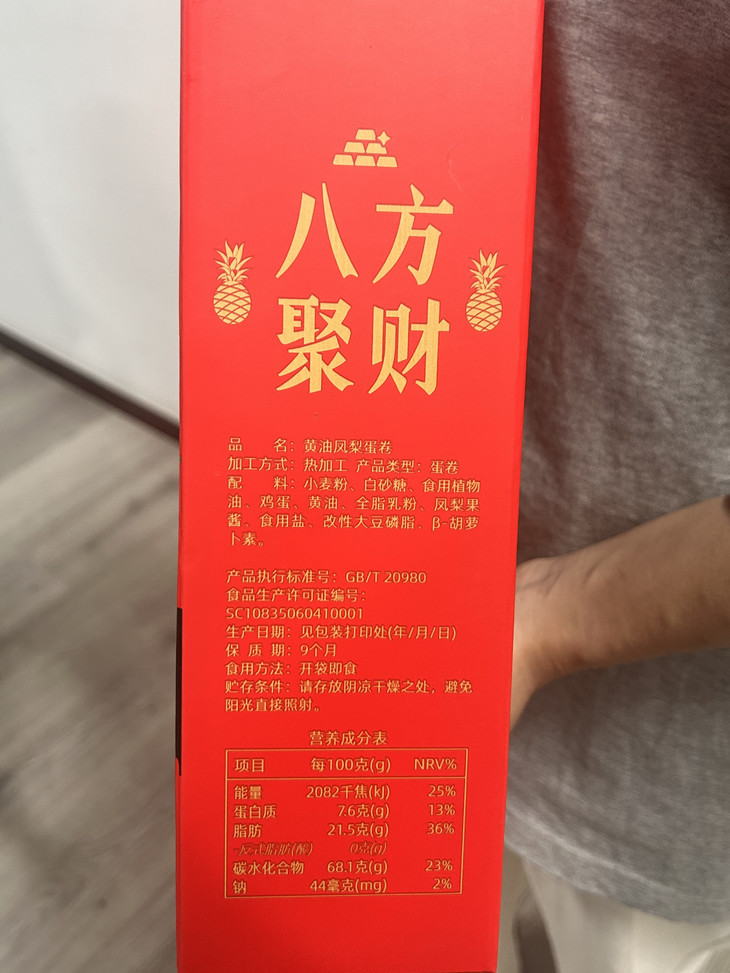 八方
聚财
品 名：黄油凤梨蛋卷
加工方式：热加工 产品类型：蛋卷
配 料：小麦粉、白砂糖、食用植物
油、鸡蛋、黄油、全脂乳粉、凤梨果
酱、食用盐、改性大豆磷脂、β-胡萝
卜素。
产品执行标准号：GB/T 20980
食品生产许可证编号：
SC10835060410001
生产日期：见包装打印处(年/月/日)
保 质 期：9个月
食用方法：开袋即食
贮存条件：请存放阴凉干燥之处，避免
阳光直接照射。
营养成分表
项目 每100克(g) NRV%
能量 2082千焦(kJ) 25%
蛋白质 7.6克(g) 13%
脂肪 21.5克(g) 36%
-反式脂肪(酸) 0克(g)
碳水化合物 68.1克(g) 23%
钠 44毫克(mg) 2%